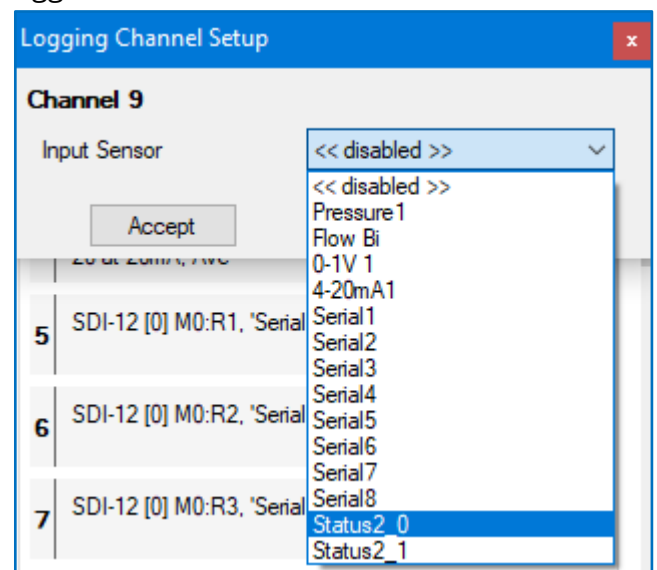 Logging Channel Setup
x
Channel 9
Input Sensor
<< disabled >>
<< disabled >>
Pressure1
Flow Bi
0-1V 1
4-20mA1
Serial1
Serial2
Serial3
Serial4
Serial5
Serial6
Serial7
Serial8
Status2_0
Status2_1
Accept
5 SDI-12 [0] M0:R1, "Serial
6 SDI-12 [0] M0:R2, "Serial
7 SDI-12 [0] M0:R3, "Serial